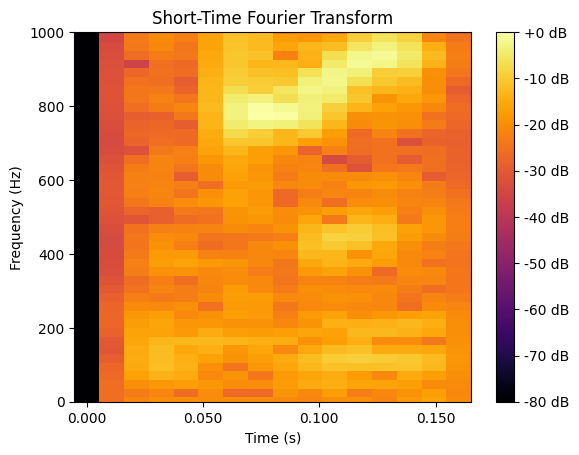 Short-Time Fourier Transform
1000
800
600
400
200
0
Frequency (Hz)
0.000
0.050
0.100
0.150
Time (s)
+0 dB
-10 dB
-20 dB
-30 dB
-40 dB
-50 dB
-60 dB
-70 dB
-80 dB